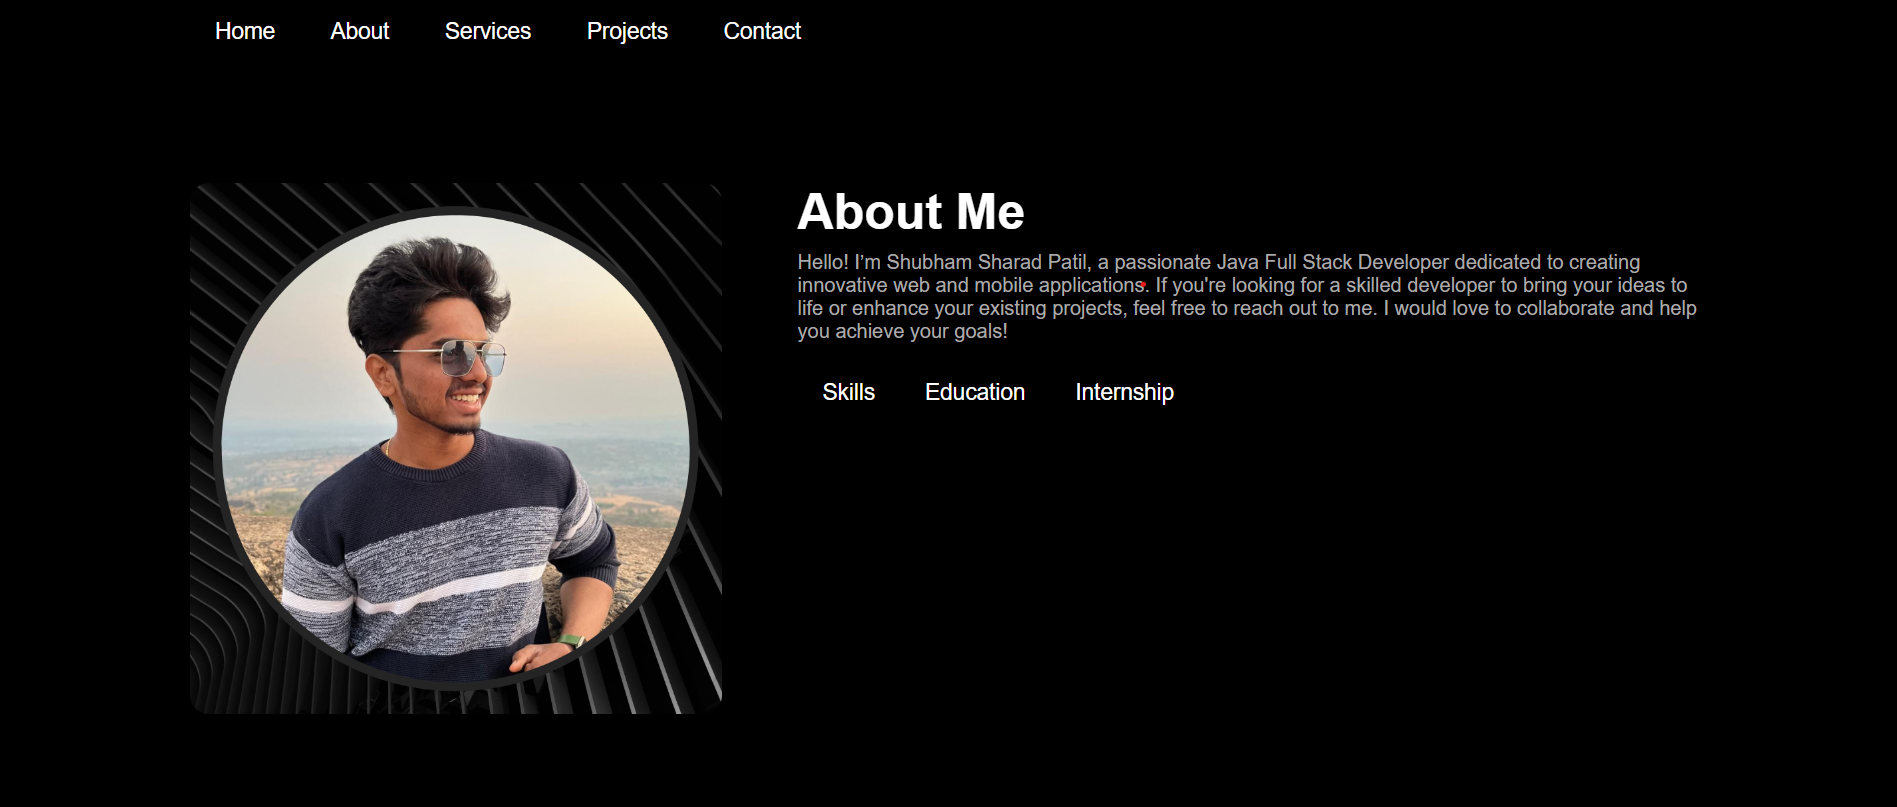 Home About Services Projects Contact
About Me
Hello! I’m Shubham Sharad Patil, a passionate Java Full Stack Developer dedicated to creating
innovative web and mobile applications. If you're looking for a skilled developer to bring your ideas to
life or enhance your existing projects, feel free to reach out to me. I would love to collaborate and help
you achieve your goals!
Skills Education Internship